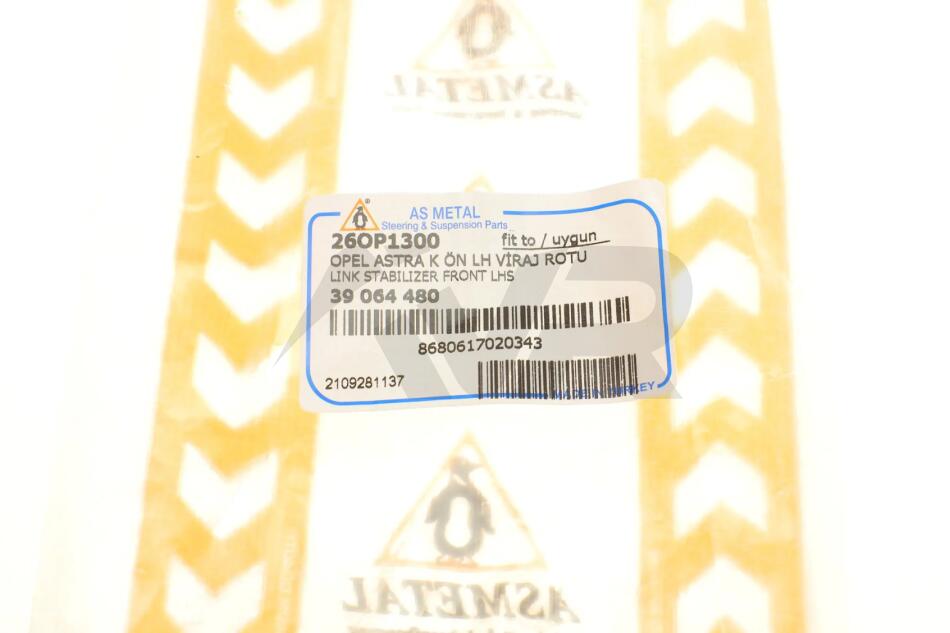 ASMETAL
AS METAL
Steering & Suspension Parts
26OP1300 fit to / uygun
OPEL ASTRA K ÖN LH VİRAJ ROTU
LINK STABILIZER FRONT LHS
39 064 480
8680617020343
2109281137
MADE IN TURKEY
ASMETAL